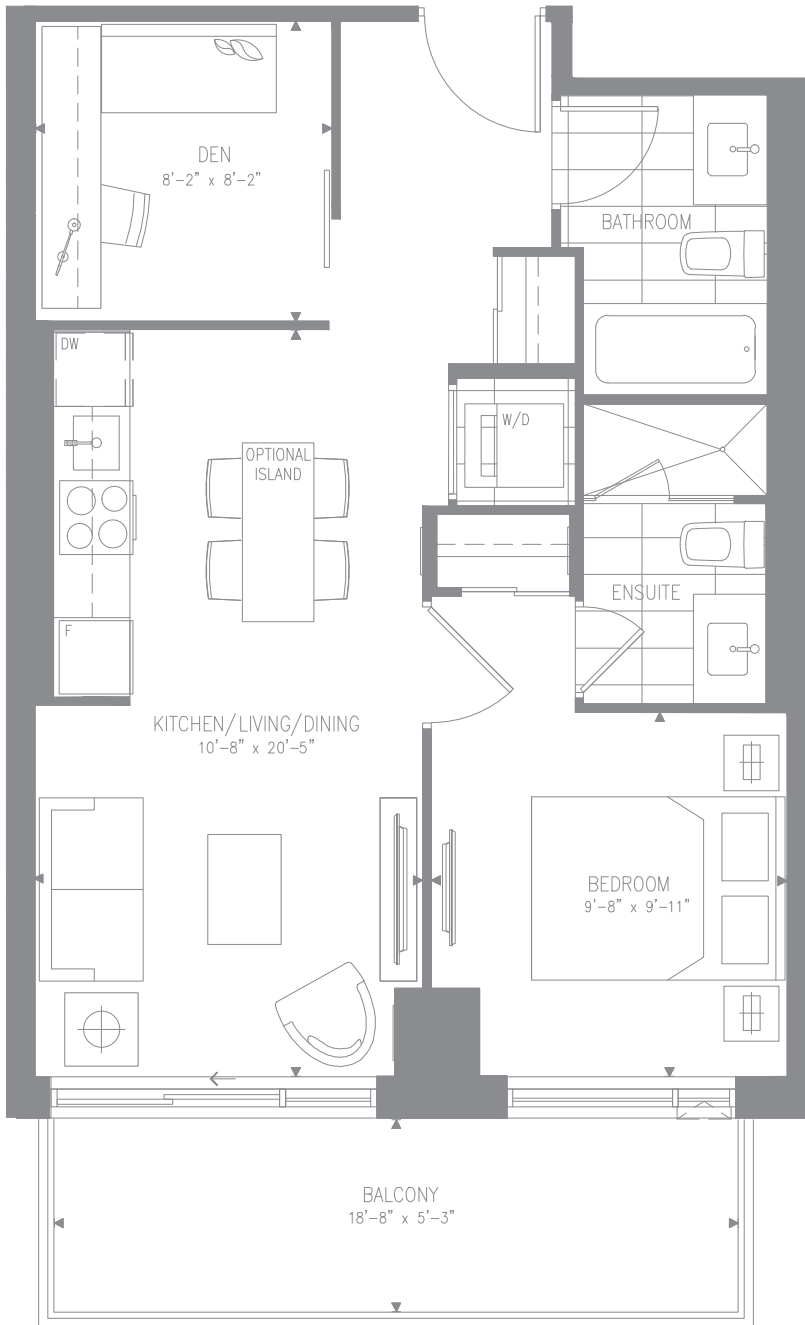 DEN
8'-2" x 8'-2"
BATHROOM
DW
W/D
OPTIONAL
ISLAND
ENSUITE
F
KITCHEN/LIVING/DINING
10'-8" x 20'-5"
BEDROOM
9'-8" x 9'-11"
BALCONY
18'-8" x 5'-3"